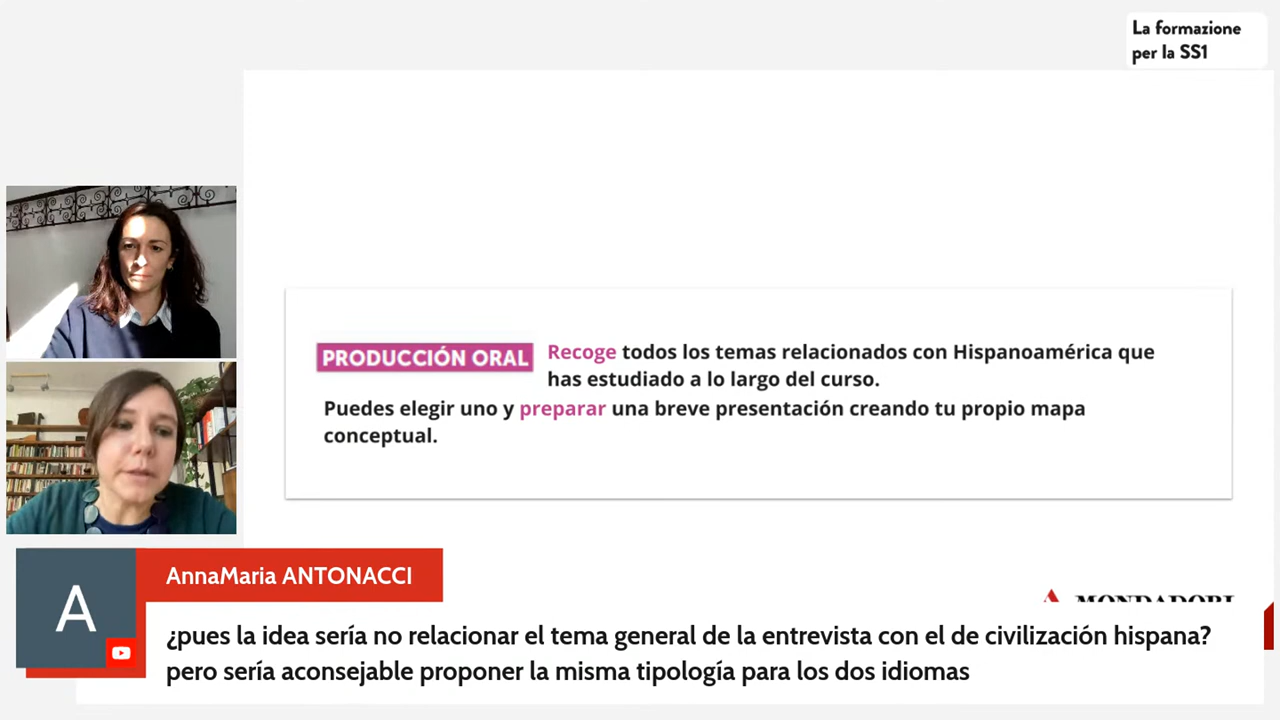 La formazione
per la SS1
PRODUCCIÓN ORAL Recoge todos los temas relacionados con Hispanoamérica que
has estudiado a lo largo del curso.
Puedes elegir uno y preparar una breve presentación creando tu propio mapa
conceptual.
MONDADORI
A
AnnaMaria ANTONACCI
¿pues la idea sería no relacionar el tema general de la entrevista con el de civilización hispana?
pero sería aconsejable proponer la misma tipología para los dos idiomas